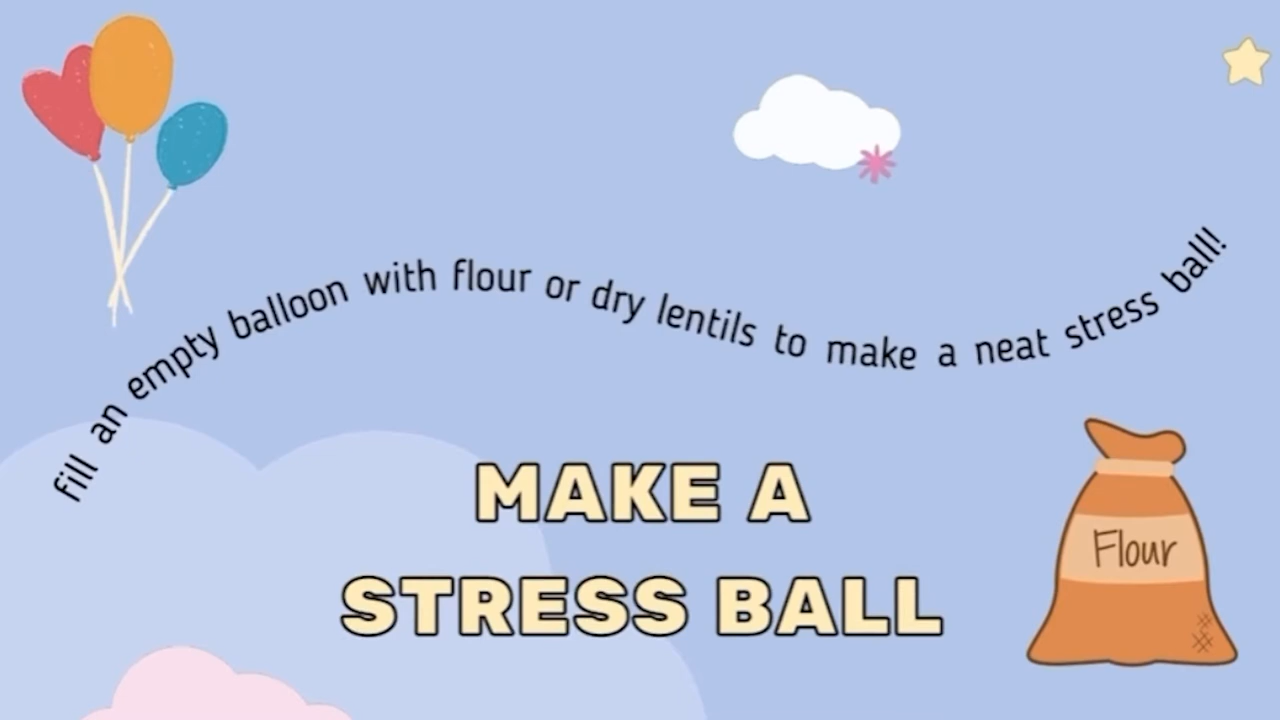 fill an empty balloon with flour or dry lentils to make a neat stress ball!
MAKE A
STRESS BALL
Flour